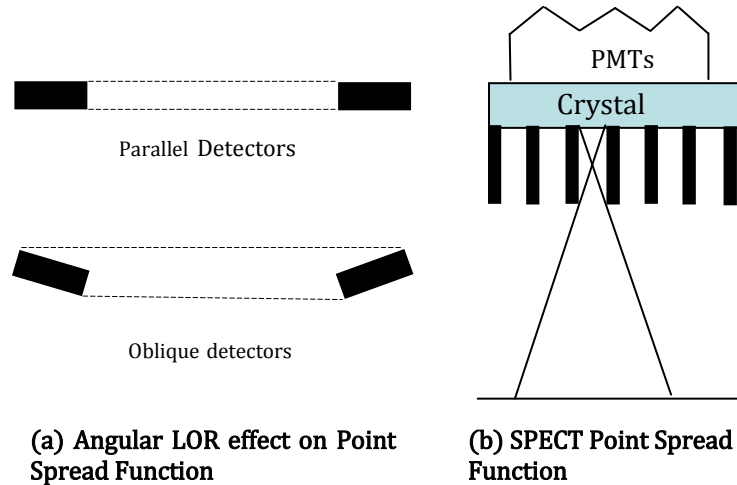 Parallel Detectors
Oblique detectors
(a) Angular LOR effect on Point
Spread Function
PMTs
Crystal
(b) SPECT Point Spread
Function